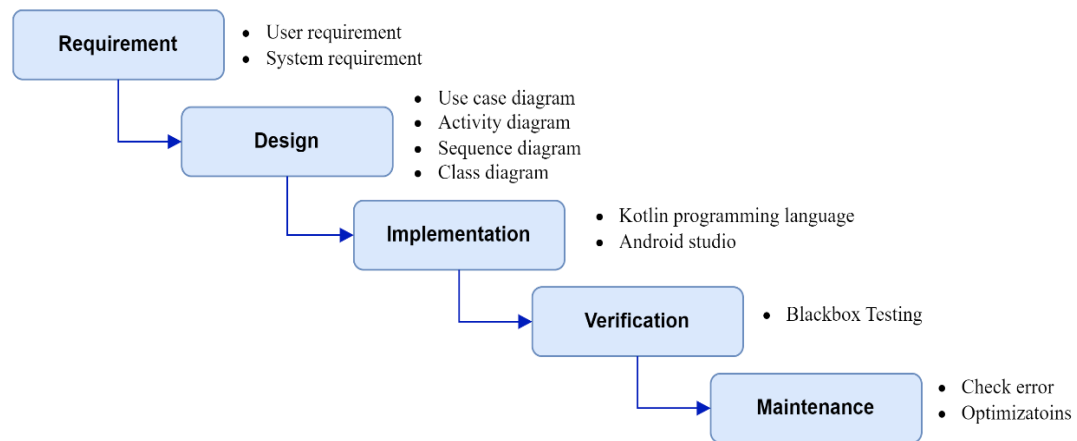 Requirement
• User requirement
• System requirement
Design
• Use case diagram
• Activity diagram
• Sequence diagram
• Class diagram
Implementation
• Kotlin programming language
• Android studio
Verification
• Blackbox Testing
Maintenance
• Check error
• Optimizatoins